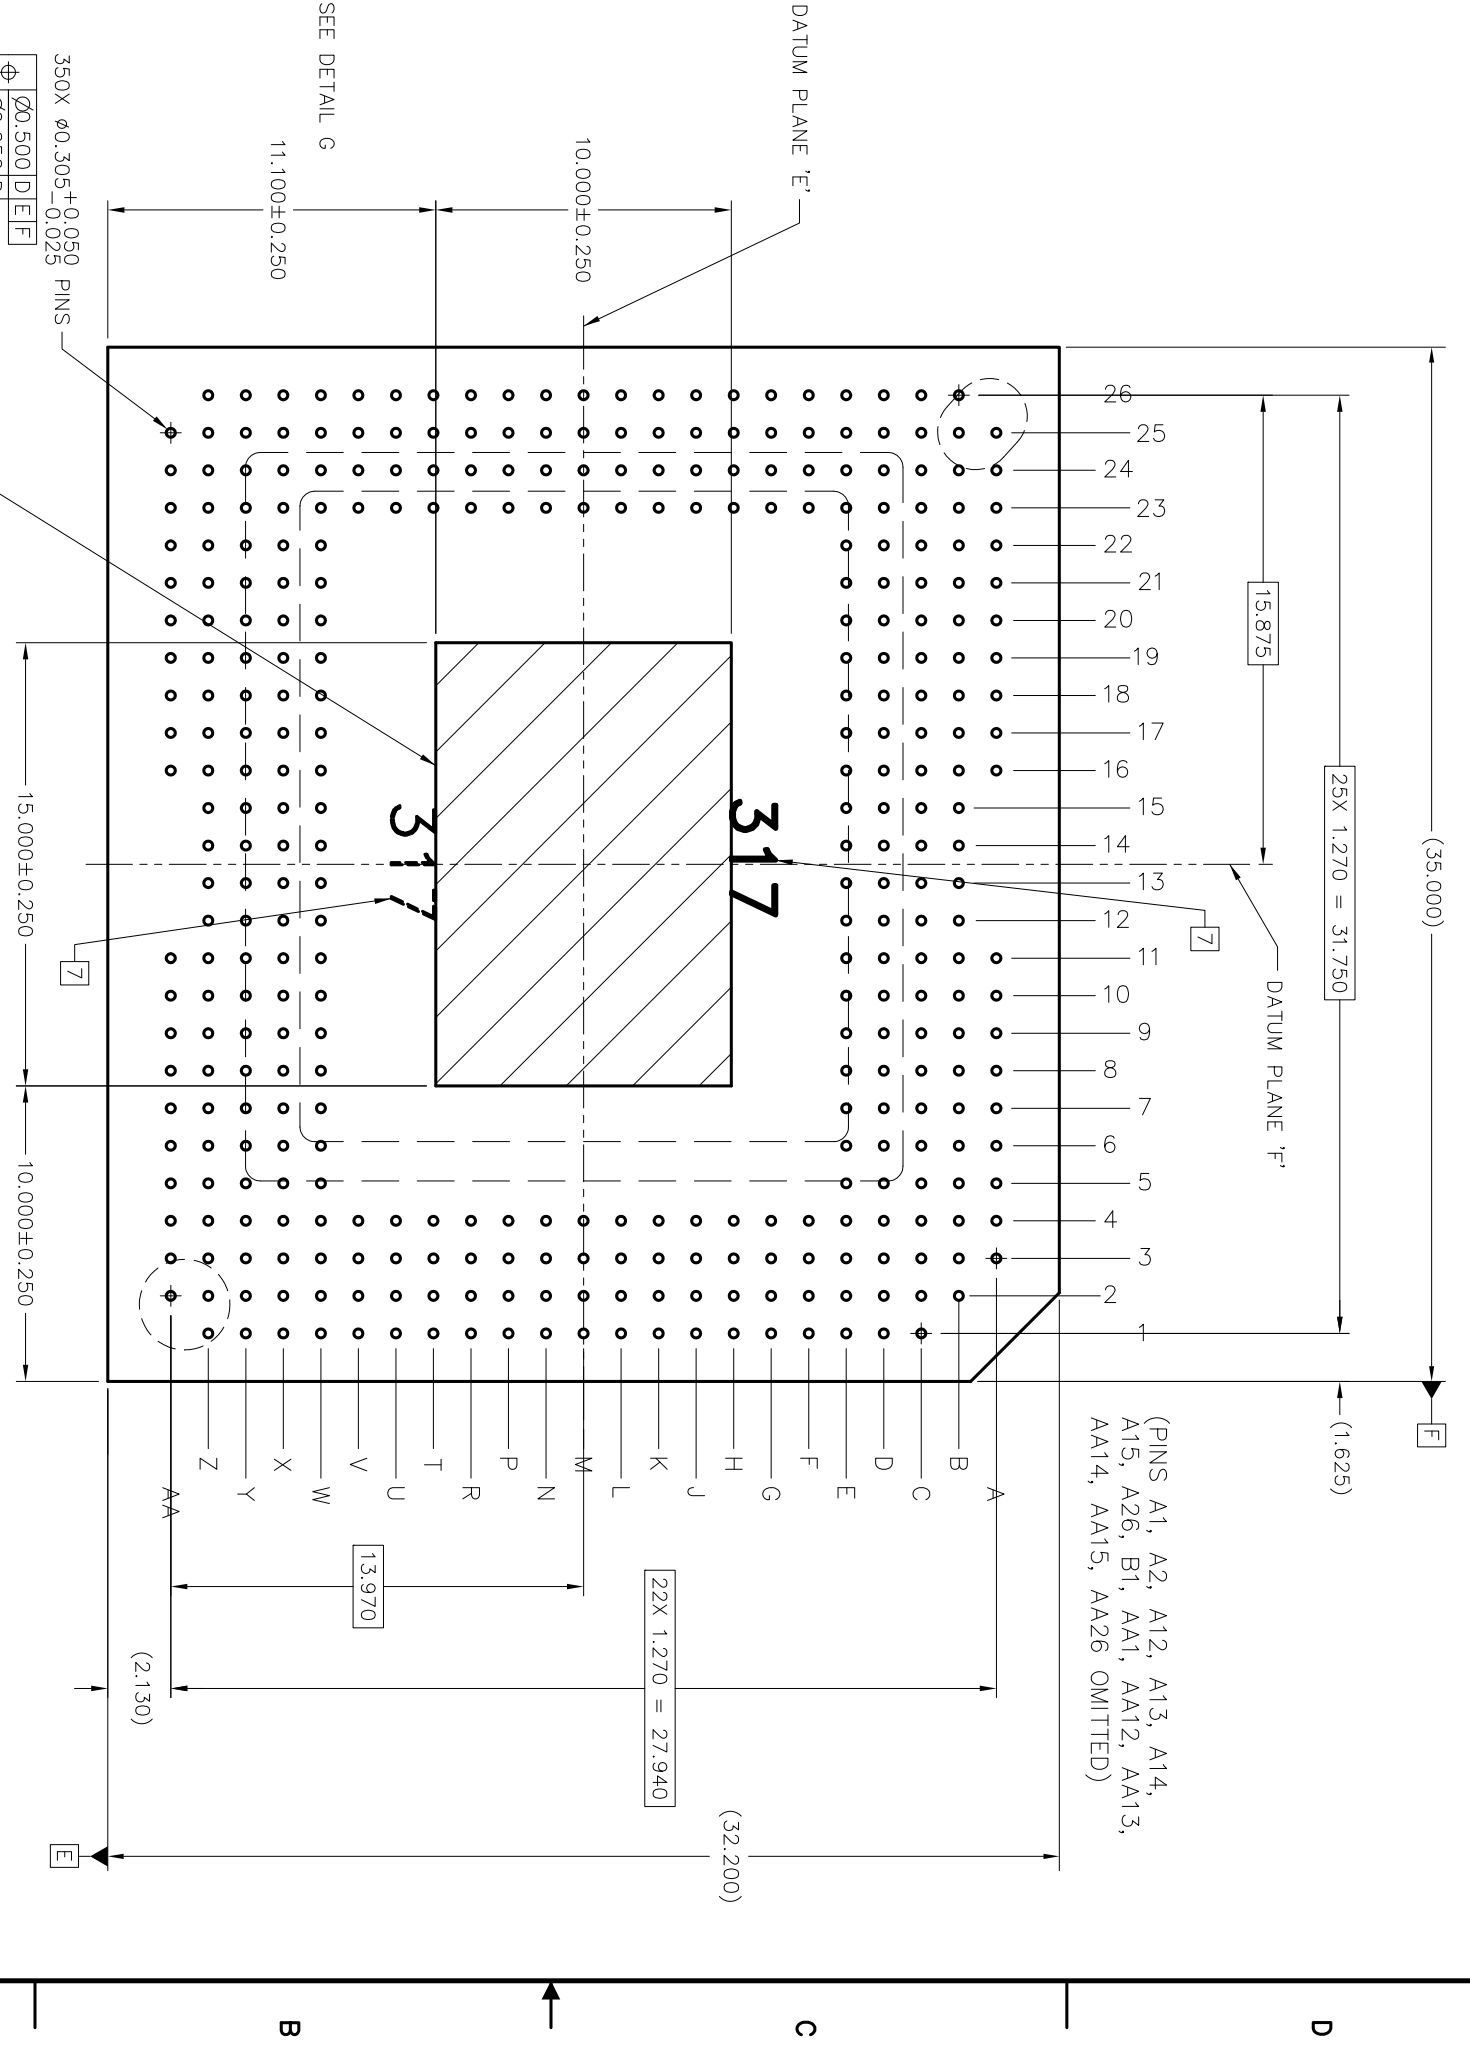 DATUM PLANE 'E'
SEE DETAIL G
350X ø0.305 +0.050 -0.025 PINS
Ø0.500 D E F
10.000±0.250
11.100±0.250
(35.000)
F
25X 1.270 = 31.750
(1.625)
15.875
DATUM PLANE 'F'
7
26
25
24
23
22
21
20
19
18
17
16
15
14
13
12
11
10
9
8
7
6
5
4
3
2
1
(PINS A1, A2, A12, A13, A14,
A15, A26, B1, AA1, AA12, AA13,
AA14, AA15, AA26 OMITTED)
A
B
C
D
E
F
G
H
J
K
L
M
N
P
R
T
U
V
W
X
Y
Z
AA
317
317
7
15.000±0.250
10.000±0.250
13.970
22X 1.270 = 27.940
(2.130)
(32.200)
E
D
C
B